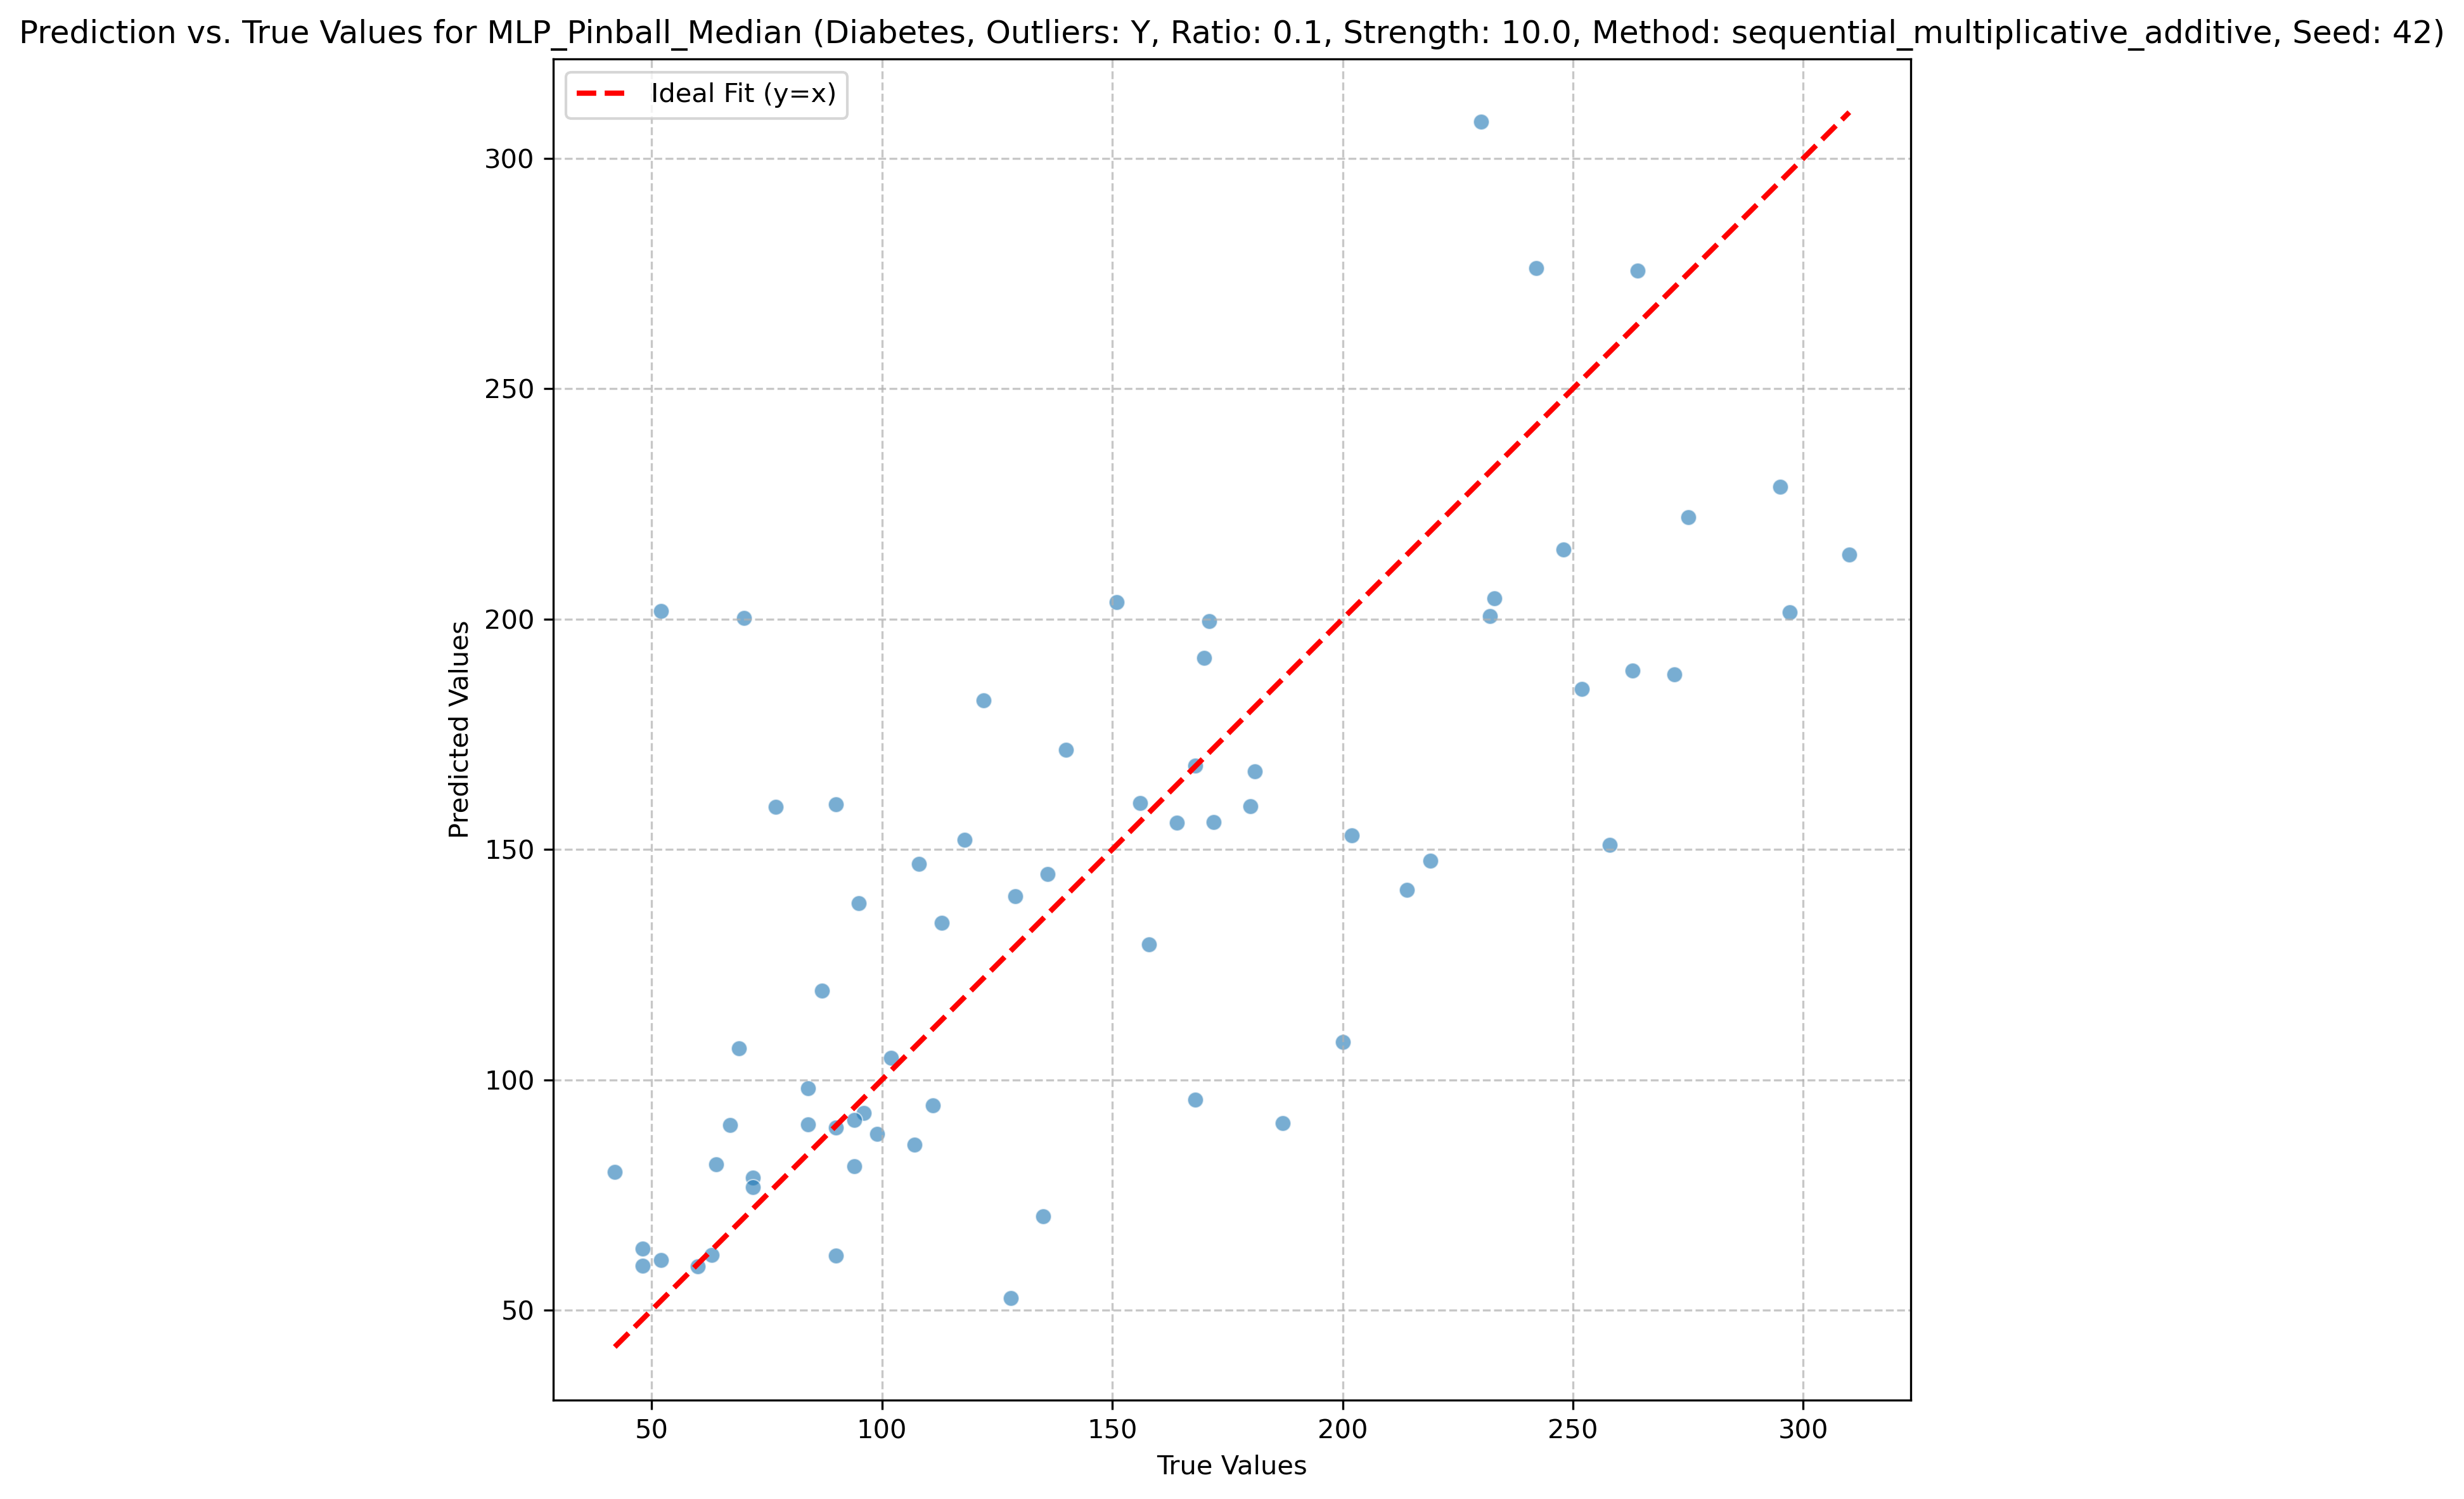 Prediction vs. True Values for MLP_Pinball_Median (Diabetes, Outliers: Y, Ratio: 0.1, Strength: 10.0, Method: sequential_multiplicative_additive, Seed: 42)
Ideal Fit (y=x)
300
250
200
150
100
50
Predicted Values
50 100 150 200 250 300
True Values